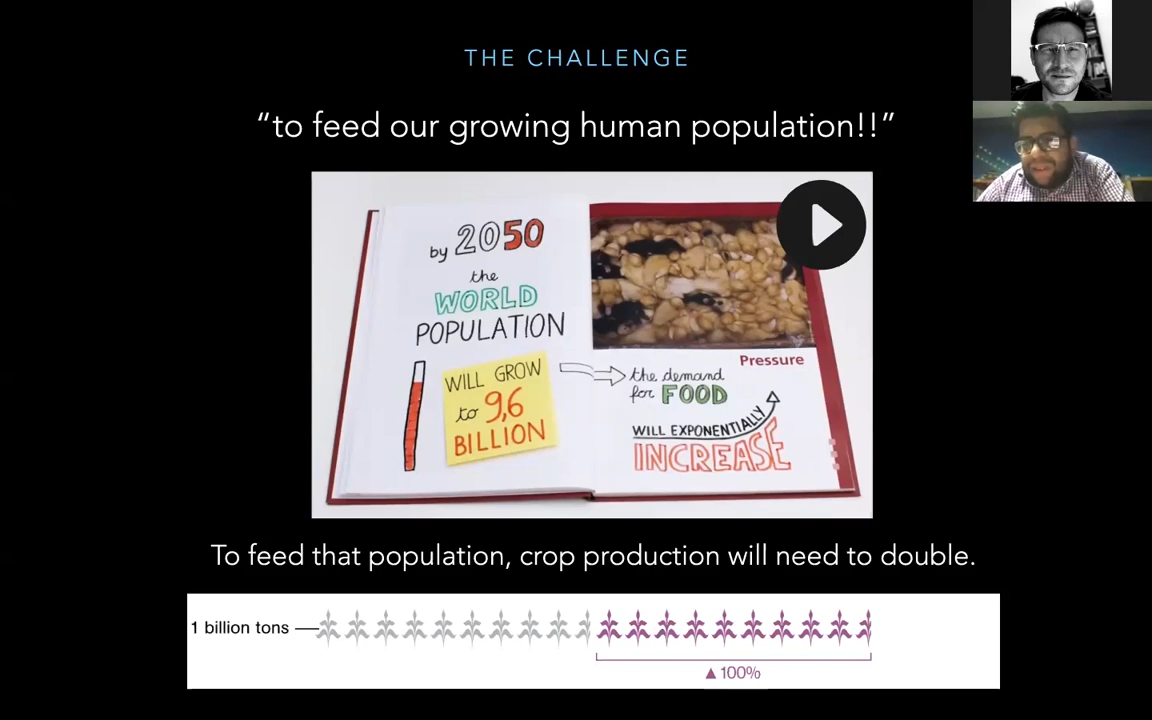 THE CHALLENGE
“to feed our growing human population!!”
by 2050
the
WORLD
POPULATION
WILL GROW
to 9,6
BILLION
Pressure
the demand
for FOOD
WILL EXPONENTIALLY
INCREASE
To feed that population, crop production will need to double.
1 billion tons
▲100%